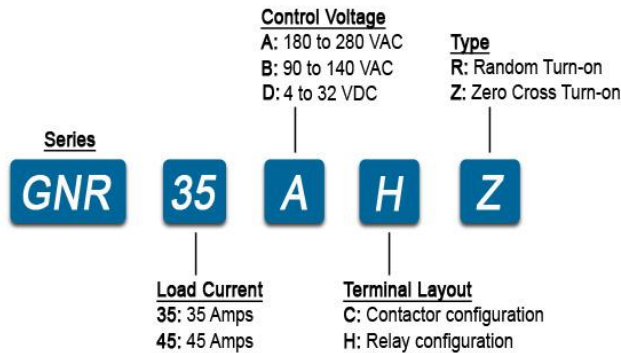 Control Voltage
A: 180 to 280 VAC
B: 90 to 140 VAC
D: 4 to 32 VDC
Type
R: Random Turn-on
Z: Zero Cross Turn-on
Series
GNR 35 A H Z
Load Current
35: 35 Amps
45: 45 Amps
Terminal Layout
C: Contactor configuration
H: Relay configuration